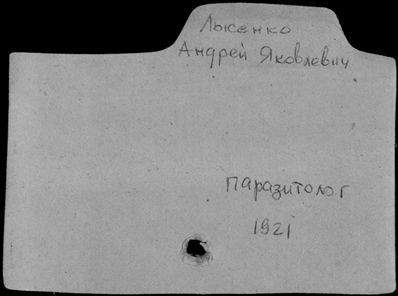 Лысенко
Андрей Яковлевич
Паразитолог
1921